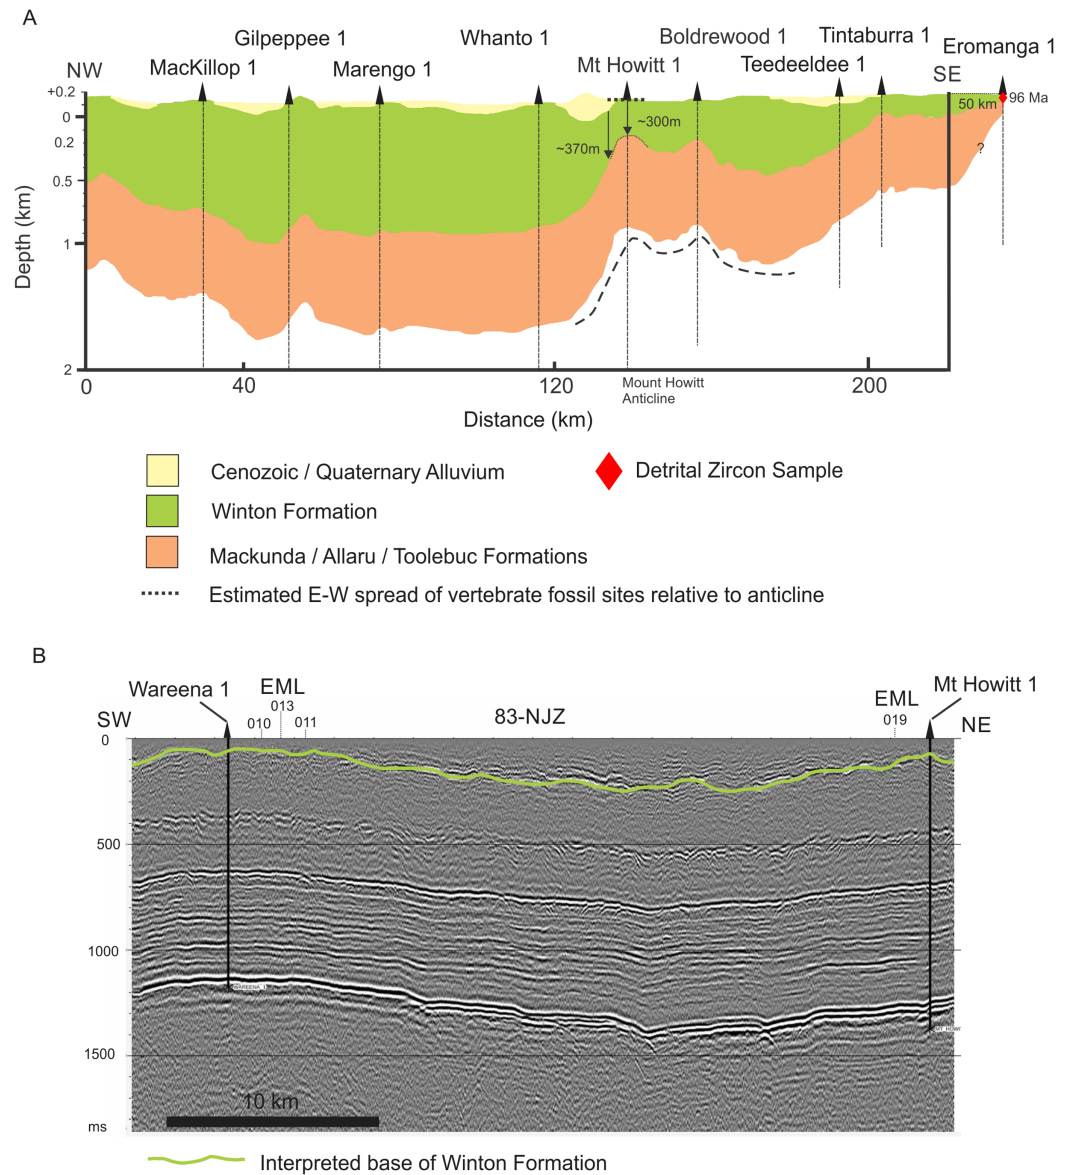 A
Gilpeppee 1
Whanto 1
Boldrewood 1
Tintaburra 1
Eromanga 1
NW
MacKillop 1
Marengo 1
Mt Howitt 1
Teedeeldee 1
SE
+0.2
0
0.2
0.5
1
2
Depth (km)
50 km
96 Ma
~300m
~370m
?
0
40
120
200
Mount Howitt
Anticline
Distance (km)
Cenozoic / Quaternary Alluvium
Detrital Zircon Sample
Winton Formation
Mackunda / Allaru / Toolebuc Formations
Estimated E-W spread of vertebrate fossil sites relative to anticline
B
Wareena 1
EML
013
010
011
SW
83-NJZ
EML
019
Mt Howitt 1
NE
0
500
1000
WAREENA_1
1500
10 km
ms
Interpreted base of Winton Formation